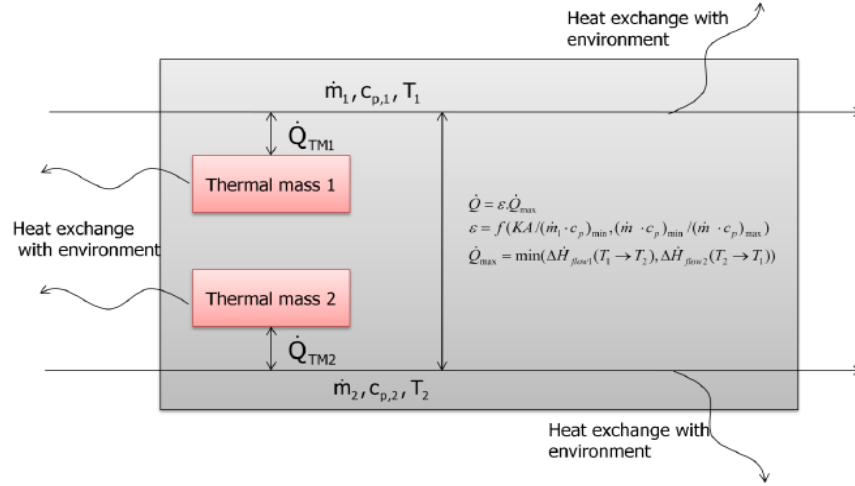 Heat exchange with
environment
ṁ₁, cₚ,₁, T₁
Q̇TM1
Thermal mass 1
Heat exchange
with environment
Q̇ = ε.Q̇max
ε = f(KA/(ṁ₁ · cₚ)min, (ṁ · cₚ)min /(ṁ · cₚ)max)
Q̇max = min(ΔḢflow1(T₁ → T₂), ΔḢflow2(T₂ → T₁))
Thermal mass 2
Q̇TM2
ṁ₂, cₚ,₂, T₂
Heat exchange with
environment